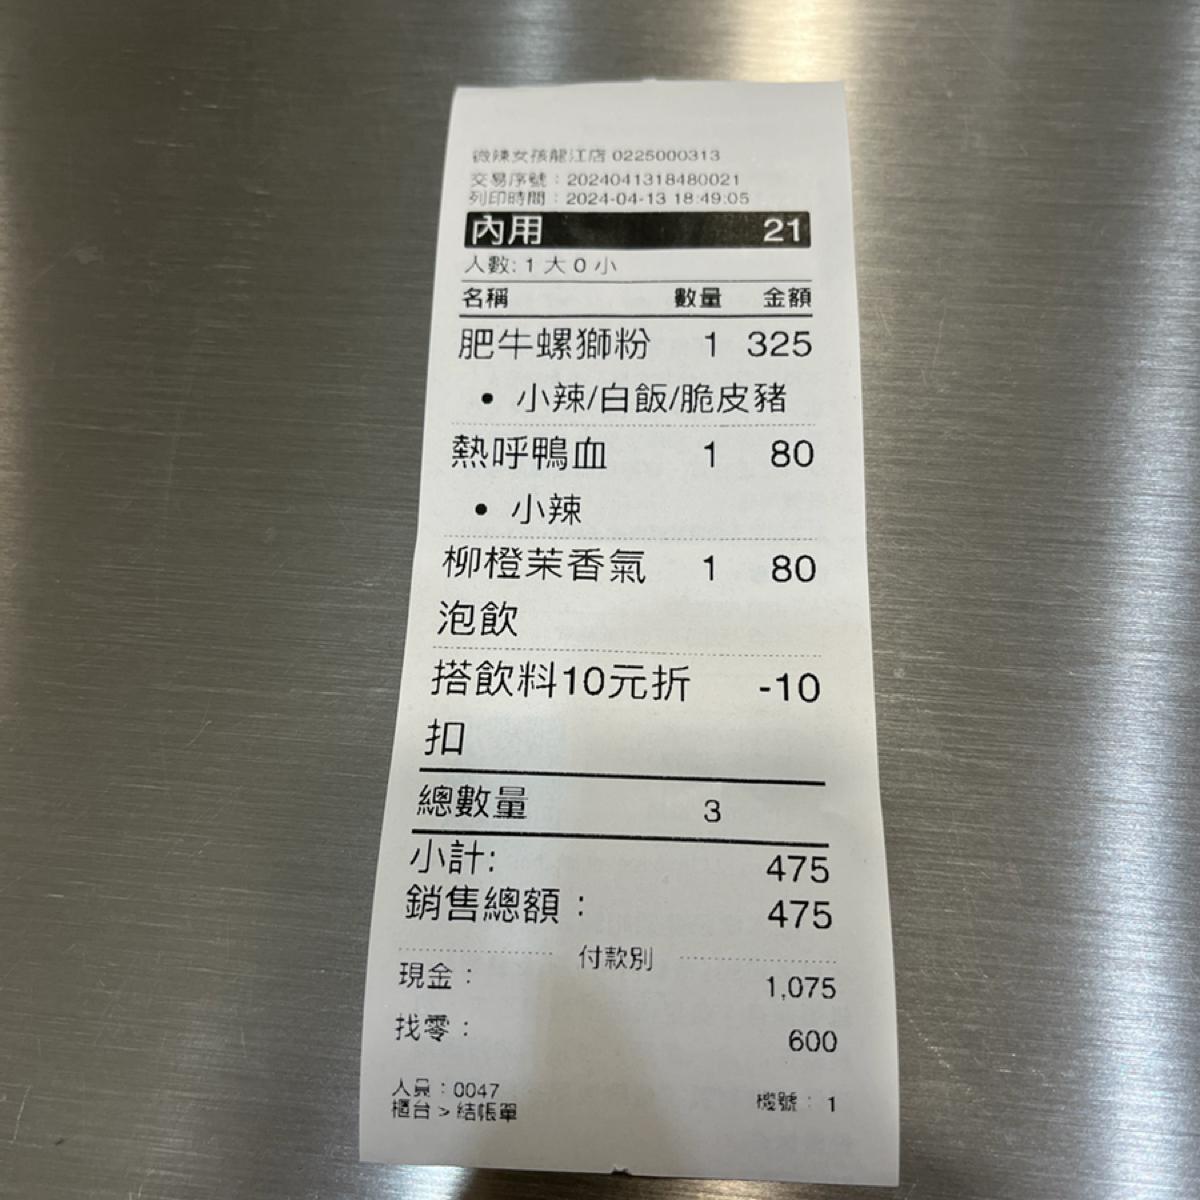 微辣女孩龍江店 0225000313
交易序號：2024041318480021
列印時間：2024-04-13 18:49:05
內用 21
人數: 1 大 0 小
名稱 數量 金額
肥牛螺獅粉 1 325
• 小辣/白飯/脆皮豬
熱呼鴨血 1 80
• 小辣
柳橙茉香氣 1 80
泡飲
搭飲料10元折 -10
扣
總數量 3
小計: 475
銷售總額： 475
付款別
現金： 1,075
找零： 600
人員：0047
櫃台 > 結帳單 機號：1